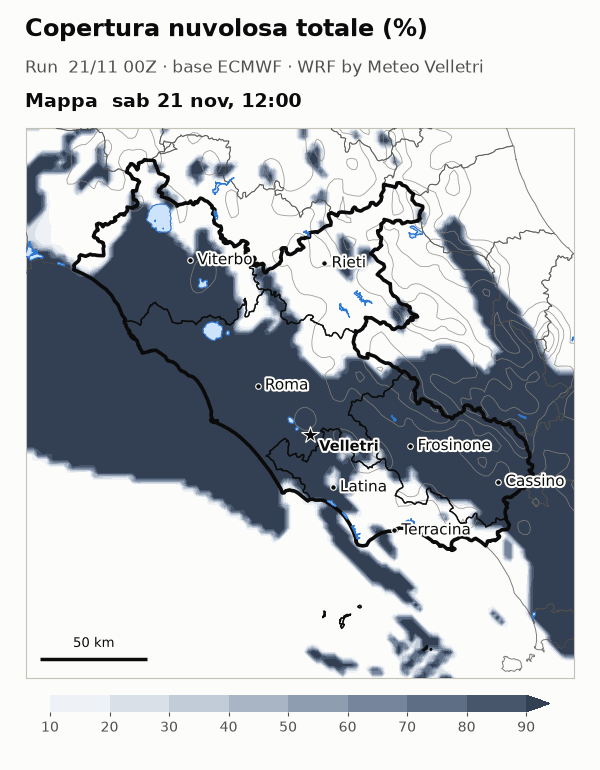 Copertura nuvolosa totale (%)
Run  21/11 00Z · base ECMWF · WRF by Meteo Velletri
Mappa  sab 21 nov, 12:00
Viterbo
Rieti
Roma
Velletri
Frosinone
Cassino
Latina
Terracina
50 km
10 20 30 40 50 60 70 80 90